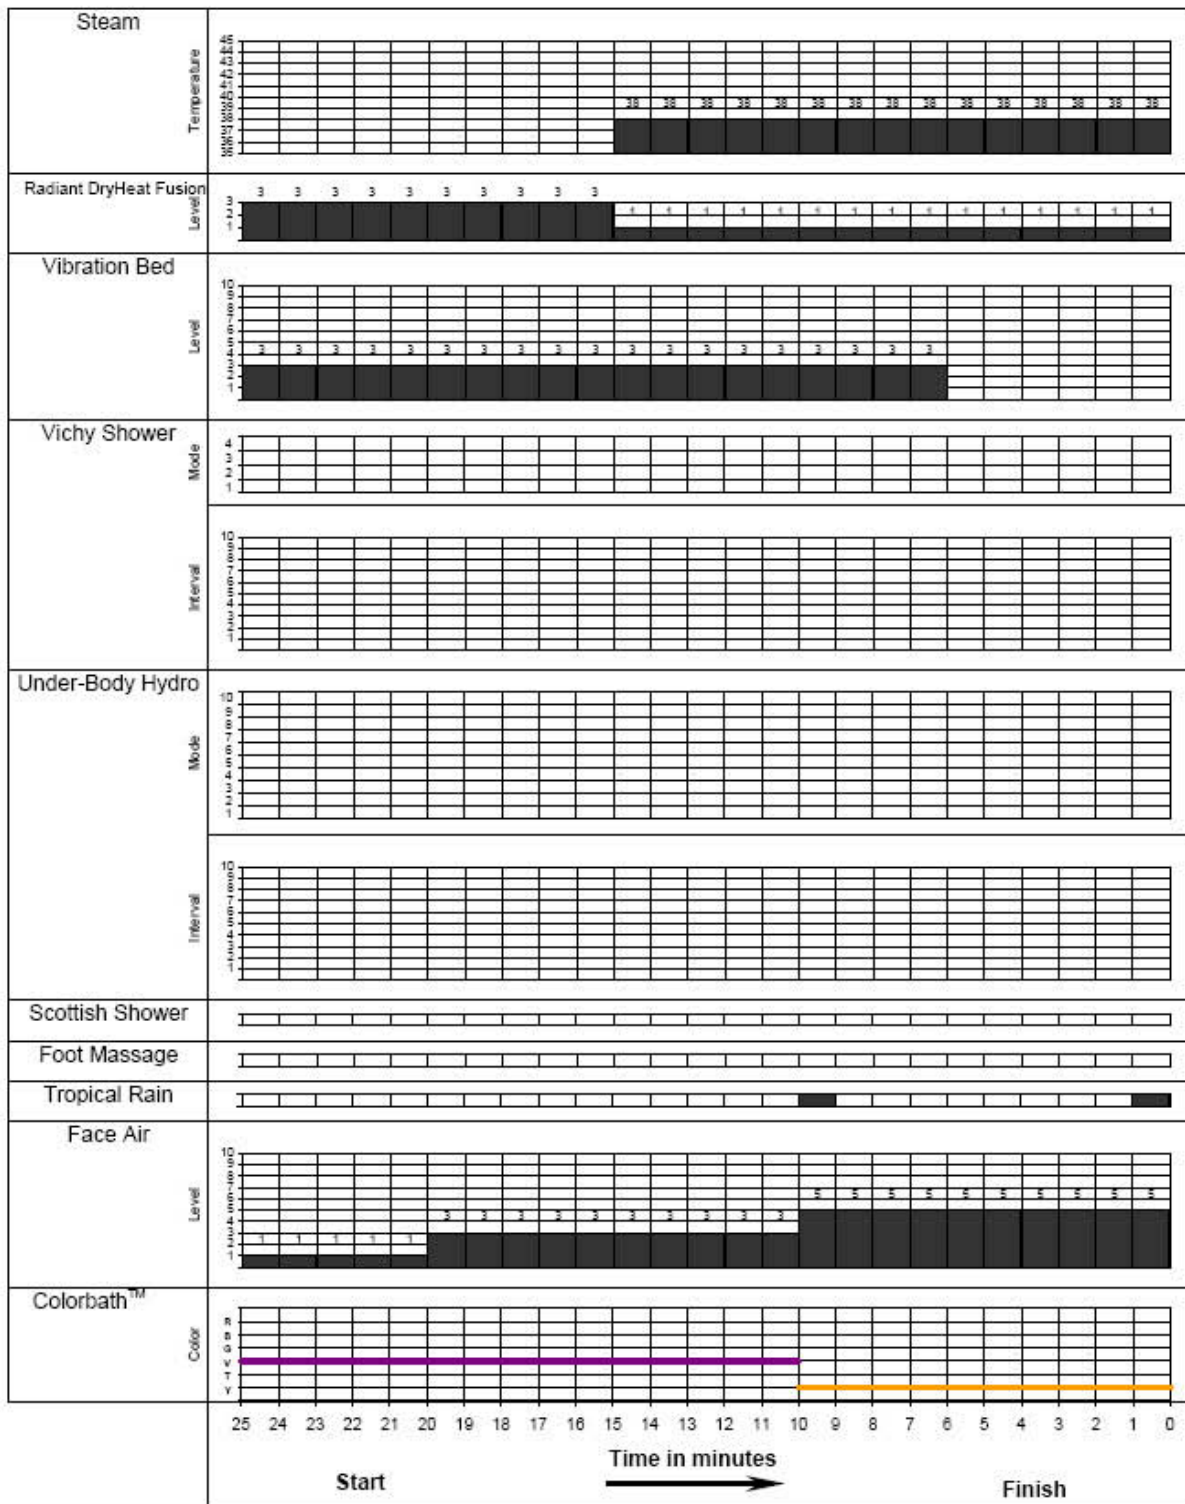 Steam
Temperature
45
44
43
42
41
40
39
38
37
36
35
38 38 38 38 38 38 38 38 38 38 38 38 38 38 38
Radiant DryHeat Fusion
Level
3
2
1
3 3 3 3 3 3 3 3 3 3
1 1 1 1 1 1 1 1 1 1 1 1 1 1 1
Vibration Bed
Level
10
9
8
7
6
5
4
3
2
1
3 3 3 3 3 3 3 3 3 3 3 3 3 3 3 3 3 3 3
Vichy Shower
Mode
4
3
2
1
Interval
10
9
8
7
6
5
4
3
2
1
Under-Body Hydro
Mode
10
9
8
7
6
5
4
3
2
1
Interval
10
9
8
7
6
5
4
3
2
1
Scottish Shower
Foot Massage
Tropical Rain
Face Air
Level
10
9
8
7
6
5
4
3
2
1
1 1 1 1 1
3 3 3 3 3 3 3 3 3 3
5 5 5 5 5 5 5 5 5 5
Colorbath™
Color
R
B
G
V
T
Y
25 24 23 22 21 20 19 18 17 16 15 14 13 12 11 10 9 8 7 6 5 4 3 2 1 0
Time in minutes
Start
Finish